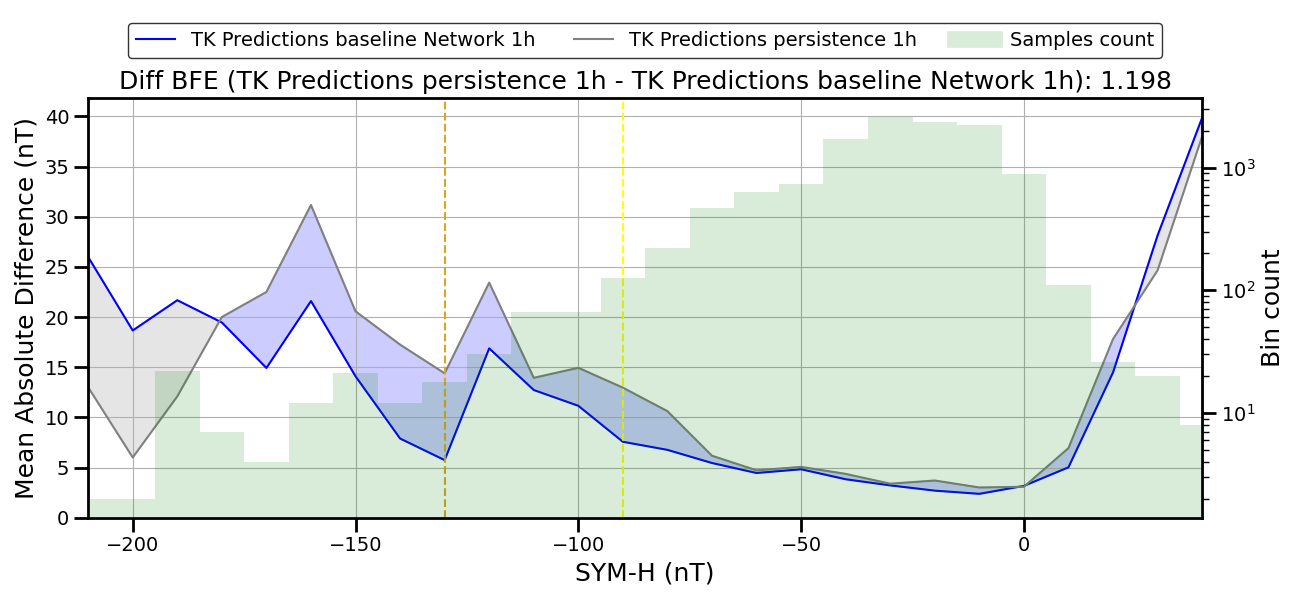 TK Predictions baseline Network 1h TK Predictions persistence 1h Samples count
Diff BFE (TK Predictions persistence 1h - TK Predictions baseline Network 1h): 1.198
Mean Absolute Difference (nT)
40
35
30
25
20
15
10
5
0
10³
10²
10¹
Bin count
−200 −150 −100 −50 0
SYM-H (nT)